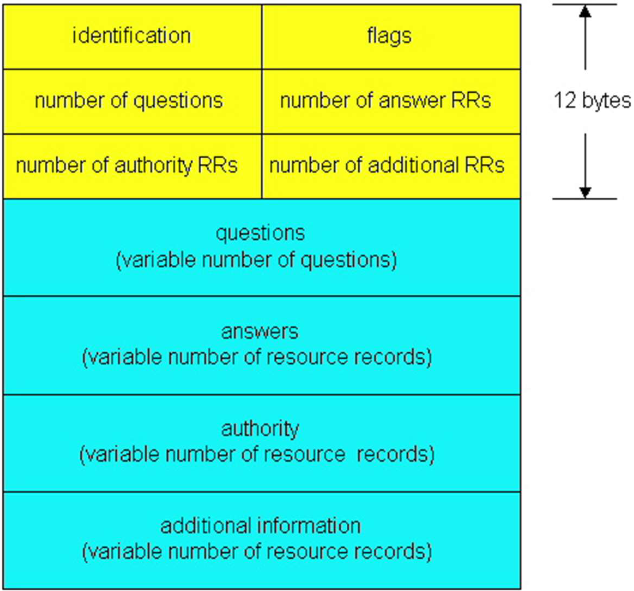 identification flags
number of questions number of answer RRs 12 bytes
number of authority RRs number of additional RRs
questions
(variable number of questions)
answers
(variable number of resource records)
authority
(variable number of resource records)
additional information
(variable number of resource records)